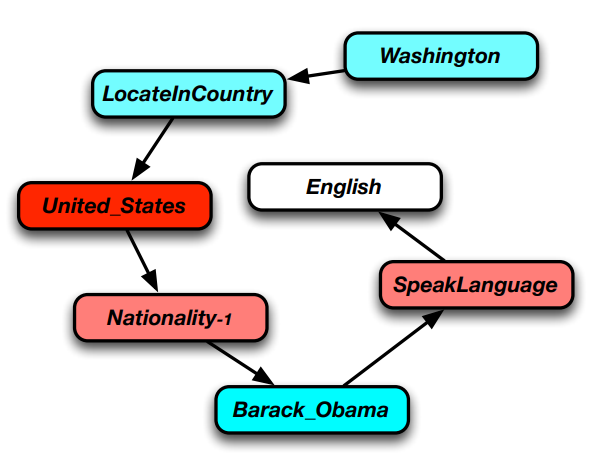 Washington
LocateInCountry
United_States
English
SpeakLanguage
Nationality-1
Barack_Obama